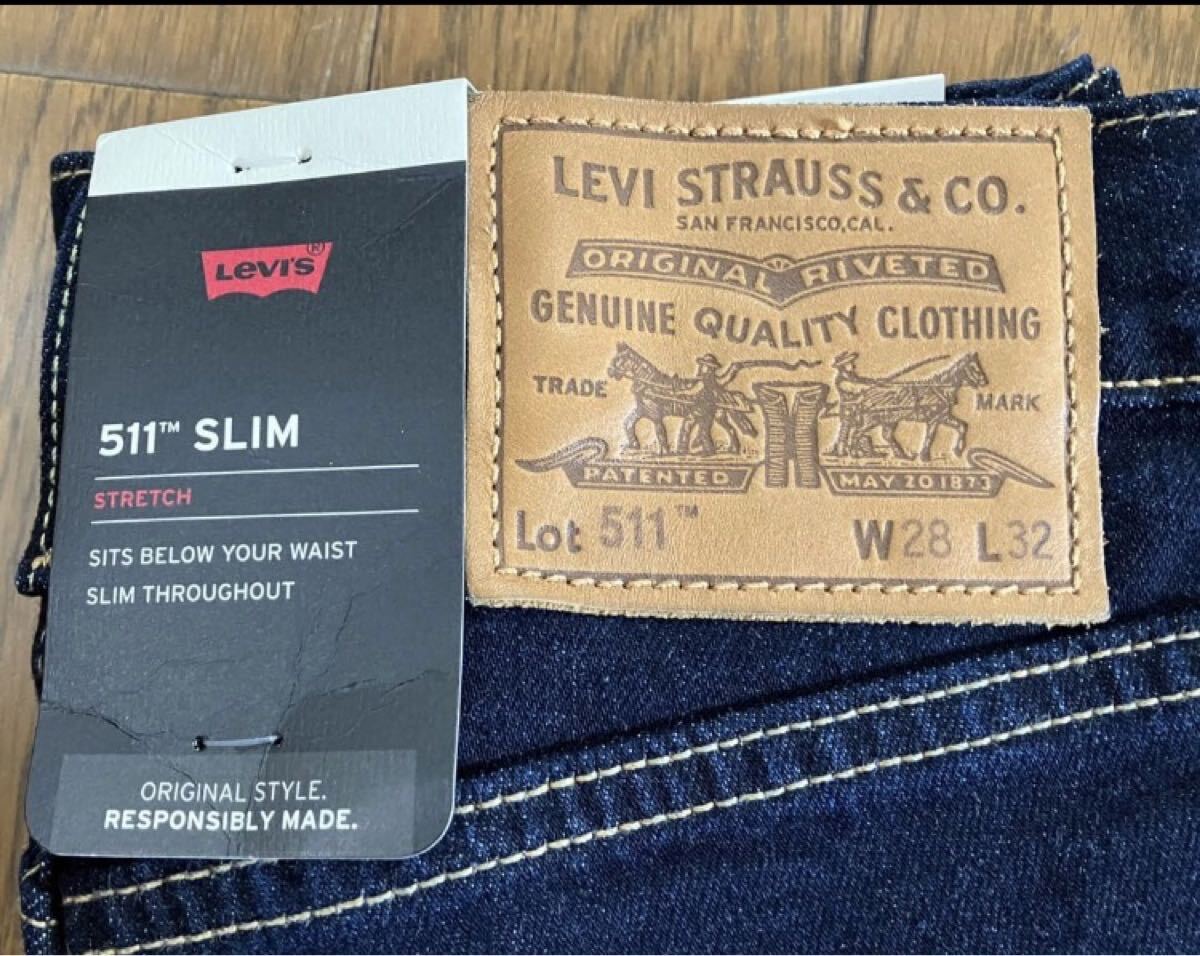 LEVI'S®
511™ SLIM
STRETCH
SITS BELOW YOUR WAIST
SLIM THROUGHOUT
ORIGINAL STYLE.
RESPONSIBLY MADE.
LEVI STRAUSS & CO.
SAN FRANCISCO,CAL.
ORIGINAL RIVETED
GENUINE QUALITY CLOTHING
TRADE MARK
PATENTED MAY 20 1873
Lot 511™ W28 L32